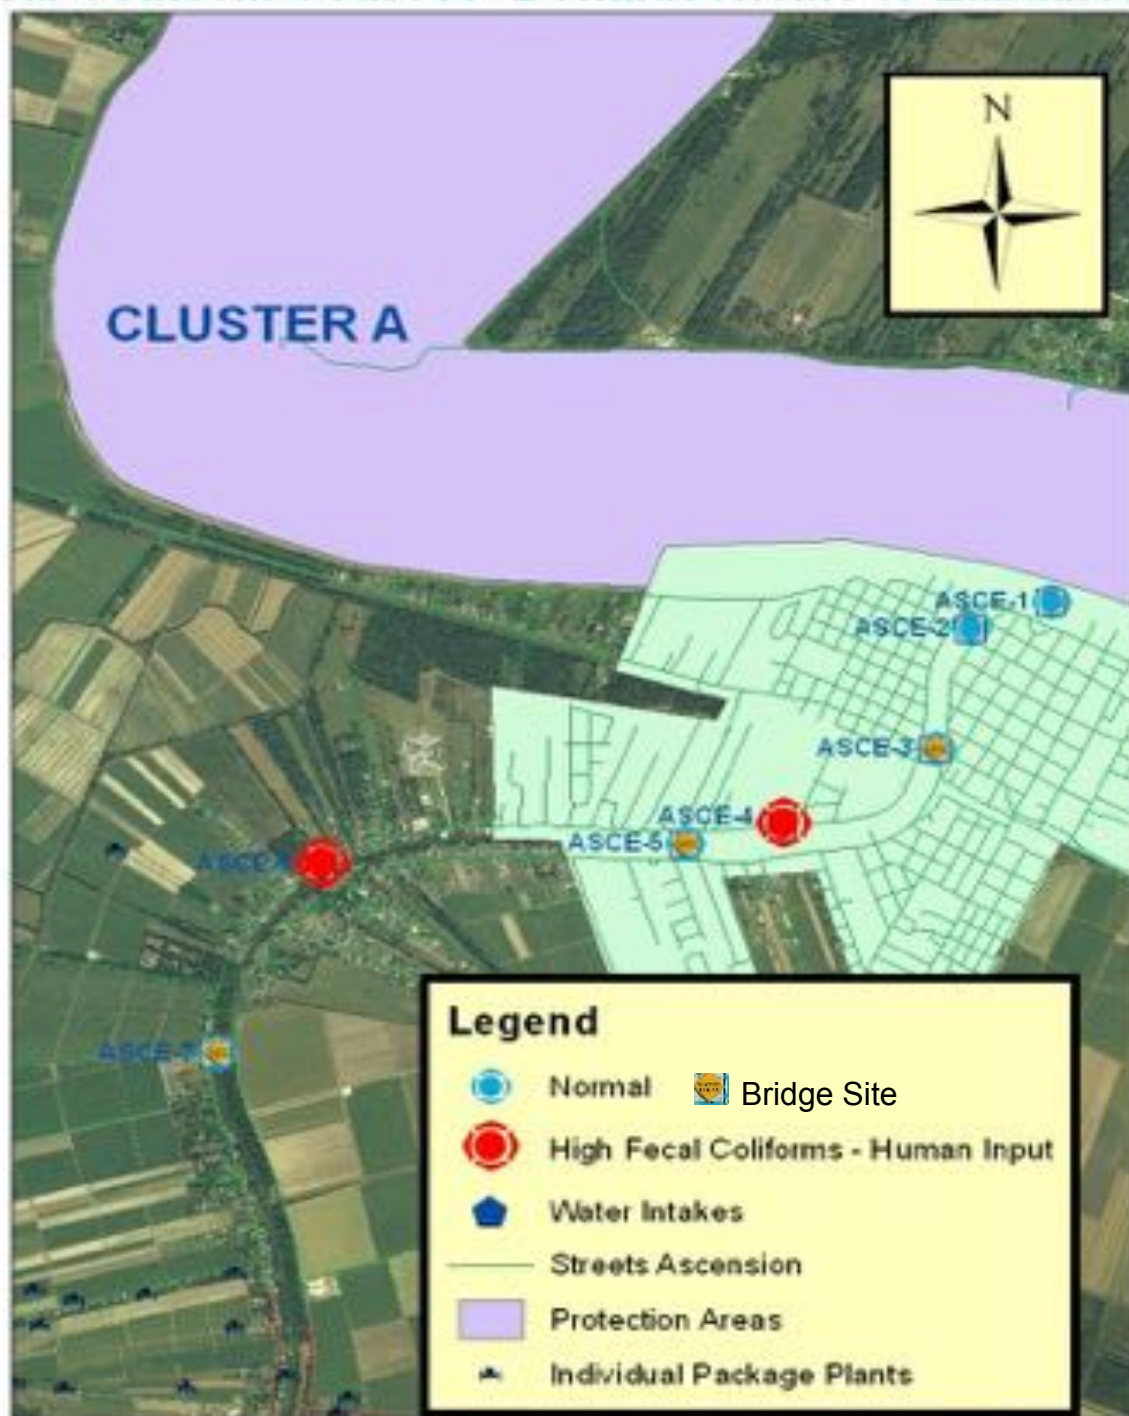 N
CLUSTER A
ASCE-1
ASCE-2
ASCE-3
ASCE-4
ASCE-5
Legend
Normal
Bridge Site
High Fecal Coliforms - Human Input
Water Intakes
Streets Ascension
Protection Areas
Individual Package Plants